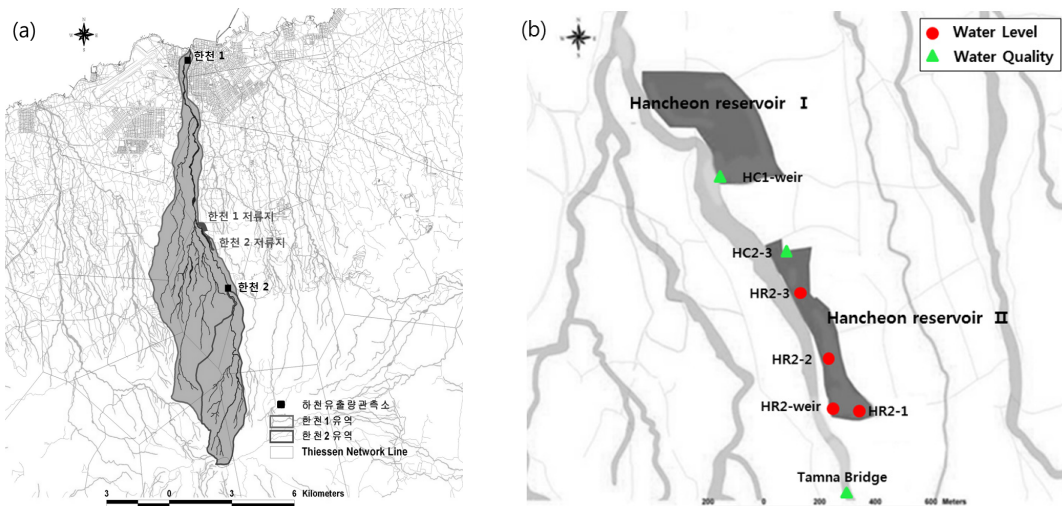 (a)
한천 1
한천 1 저류지
한천 2 저류지
한천 2
하천유출량관측소
한천1유역
한천2유역
Thiessen Network Line
3 0 3 6 Kilometers
(b)
Water Level
Water Quality
Hancheon reservoir Ⅰ
HC1-weir
HC2-3
HR2-3
Hancheon reservoir Ⅱ
HR2-2
HR2-weir
HR2-1
Tamna Bridge
200 0 200 400 600 Meters